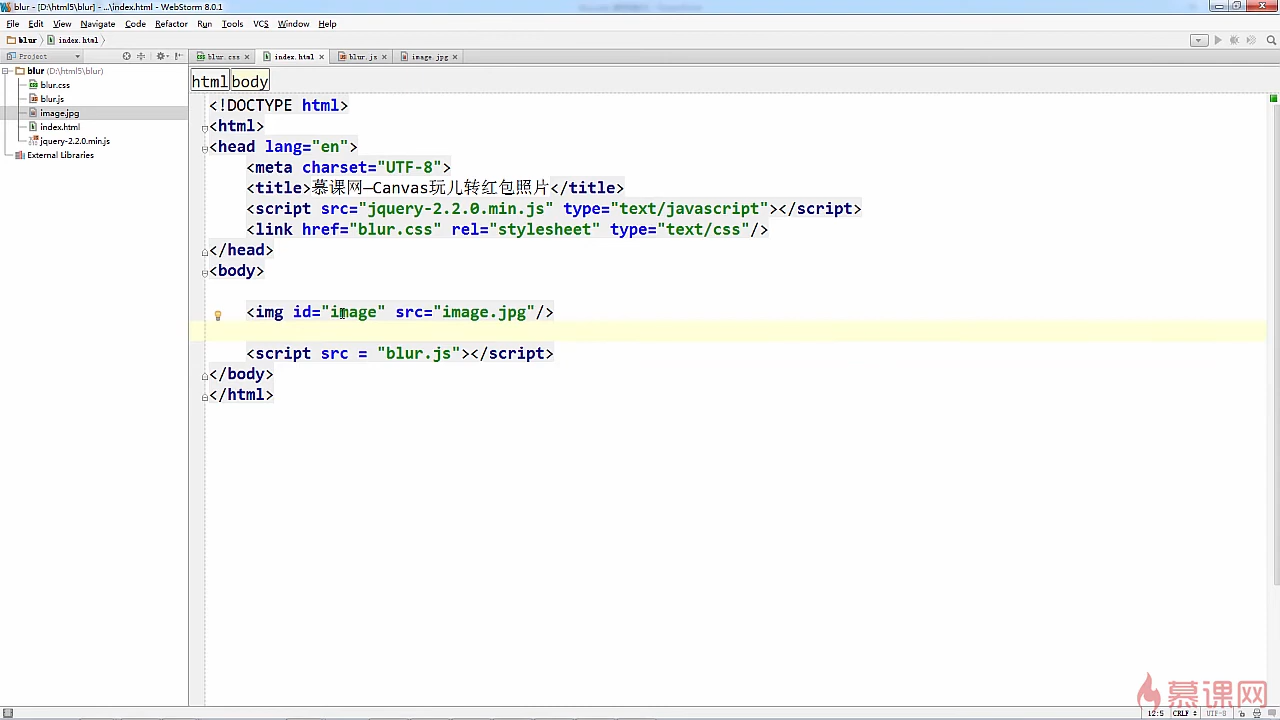 blur - [D:\html5\blur] - ...\index.html - WebStorm 8.0.1
File Edit View Navigate Code Refactor Run Tools VCS Window Help
blur index.html
Project blur.css index.html blur.js image.jpg
blur (D:\html5\blur)
blur.css
blur.js
image.jpg
index.html
jquery-2.2.0.min.js
External Libraries
html body
<!DOCTYPE html>
<html>
<head lang="en">
<meta charset="UTF-8">
<title>慕课网—Canvas玩儿转红包照片</title>
<script src="jquery-2.2.0.min.js" type="text/javascript"></script>
<link href="blur.css" rel="stylesheet" type="text/css"/>
</head>
<body>
<img id="image" src="image.jpg"/>
<script src = "blur.js"></script>
</body>
</html>
慕课网
12:5 CRLF UTF-8